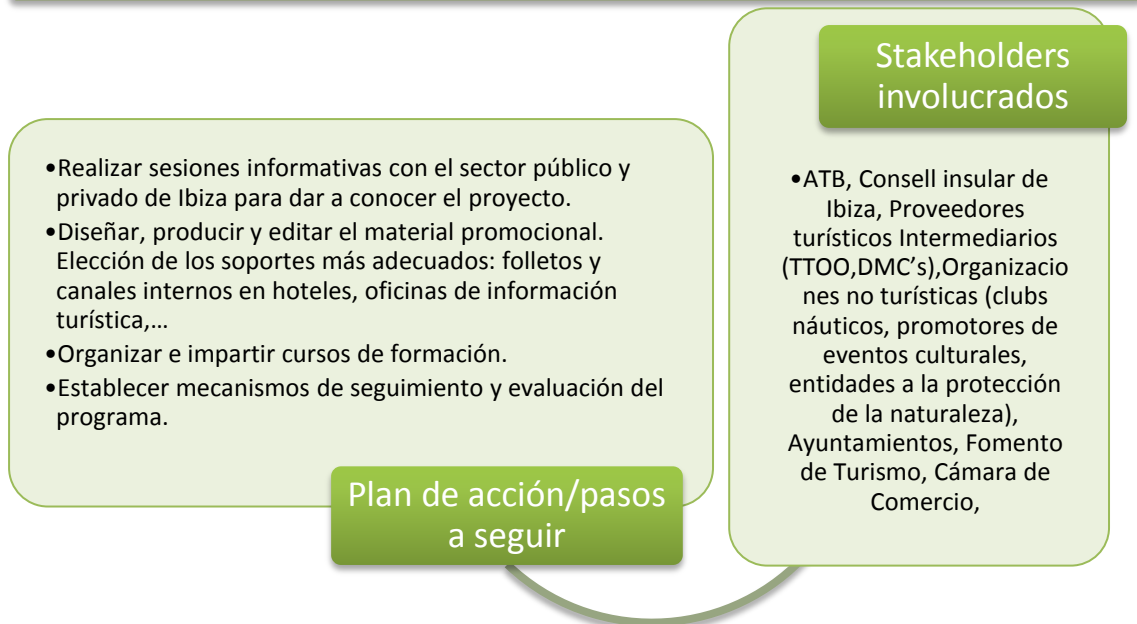 •Realizar sesiones informativas con el sector público y
privado de Ibiza para dar a conocer el proyecto.
•Diseñar, producir y editar el material promocional.
Elección de los soportes más adecuados: folletos y
canales internos en hoteles, oficinas de información
turística,…
•Organizar e impartir cursos de formación.
•Establecer mecanismos de seguimiento y evaluación del
programa.
Plan de acción/pasos
a seguir
Stakeholders
involucrados
•ATB, Consell insular de
Ibiza, Proveedores
turísticos Intermediarios
(TTOO,DMC’s),Organizacio
nes no turísticas (clubs
náuticos, promotores de
eventos culturales,
entidades a la protección
de la naturaleza),
Ayuntamientos, Fomento
de Turismo, Cámara de
Comercio,